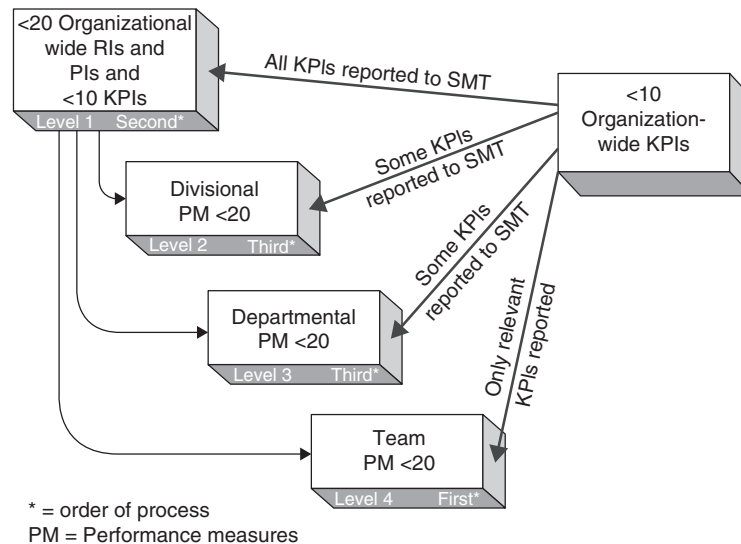 <20 Organizational
wide RIs and
PIs and
<10 KPIs
Level 1 Second*
All KPIs reported to SMT
<10
Organization-
wide KPIs
Some KPIs
reported to SMT
Divisional
PM <20
Level 2 Third*
Some KPIs
reported to SMT
Departmental
PM <20
Level 3 Third*
Only relevant
KPIs reported
Team
PM <20
Level 4 First*
* = order of process
PM = Performance measures